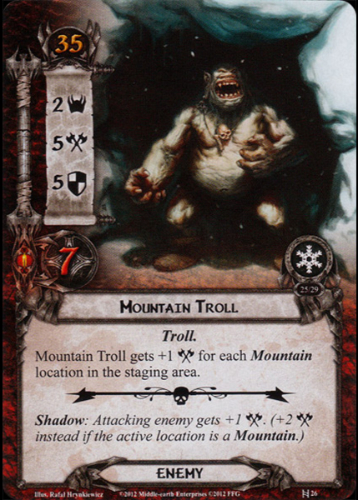 35
2
5
5
7
25/29
MOUNTAIN TROLL
Troll.
Mountain Troll gets +1 for each Mountain
location in the staging area.
Shadow: Attacking enemy gets +1 . (+2
instead if the active location is a Mountain.)
ENEMY
Illus. Rafał Hrynkiewicz ©2012 Middle-earth Enterprises ©2012 FFG 26